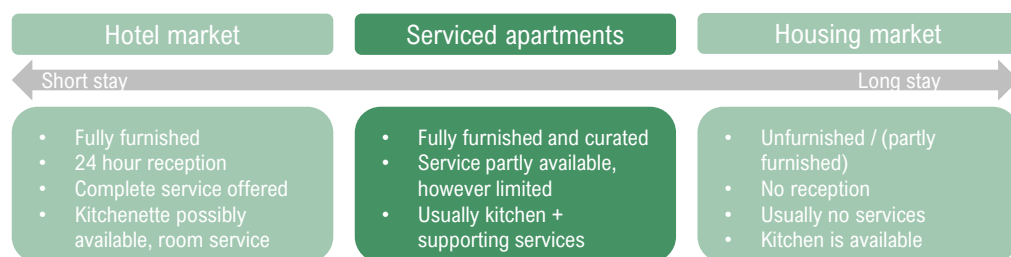 Hotel market
Serviced apartments
Housing market
Short stay
Long stay
• Fully furnished
• 24 hour reception
• Complete service offered
• Kitchenette possibly
available, room service
• Fully furnished and curated
• Service partly available,
however limited
• Usually kitchen +
supporting services
• Unfurnished / (partly
furnished)
• No reception
• Usually no services
• Kitchen is available